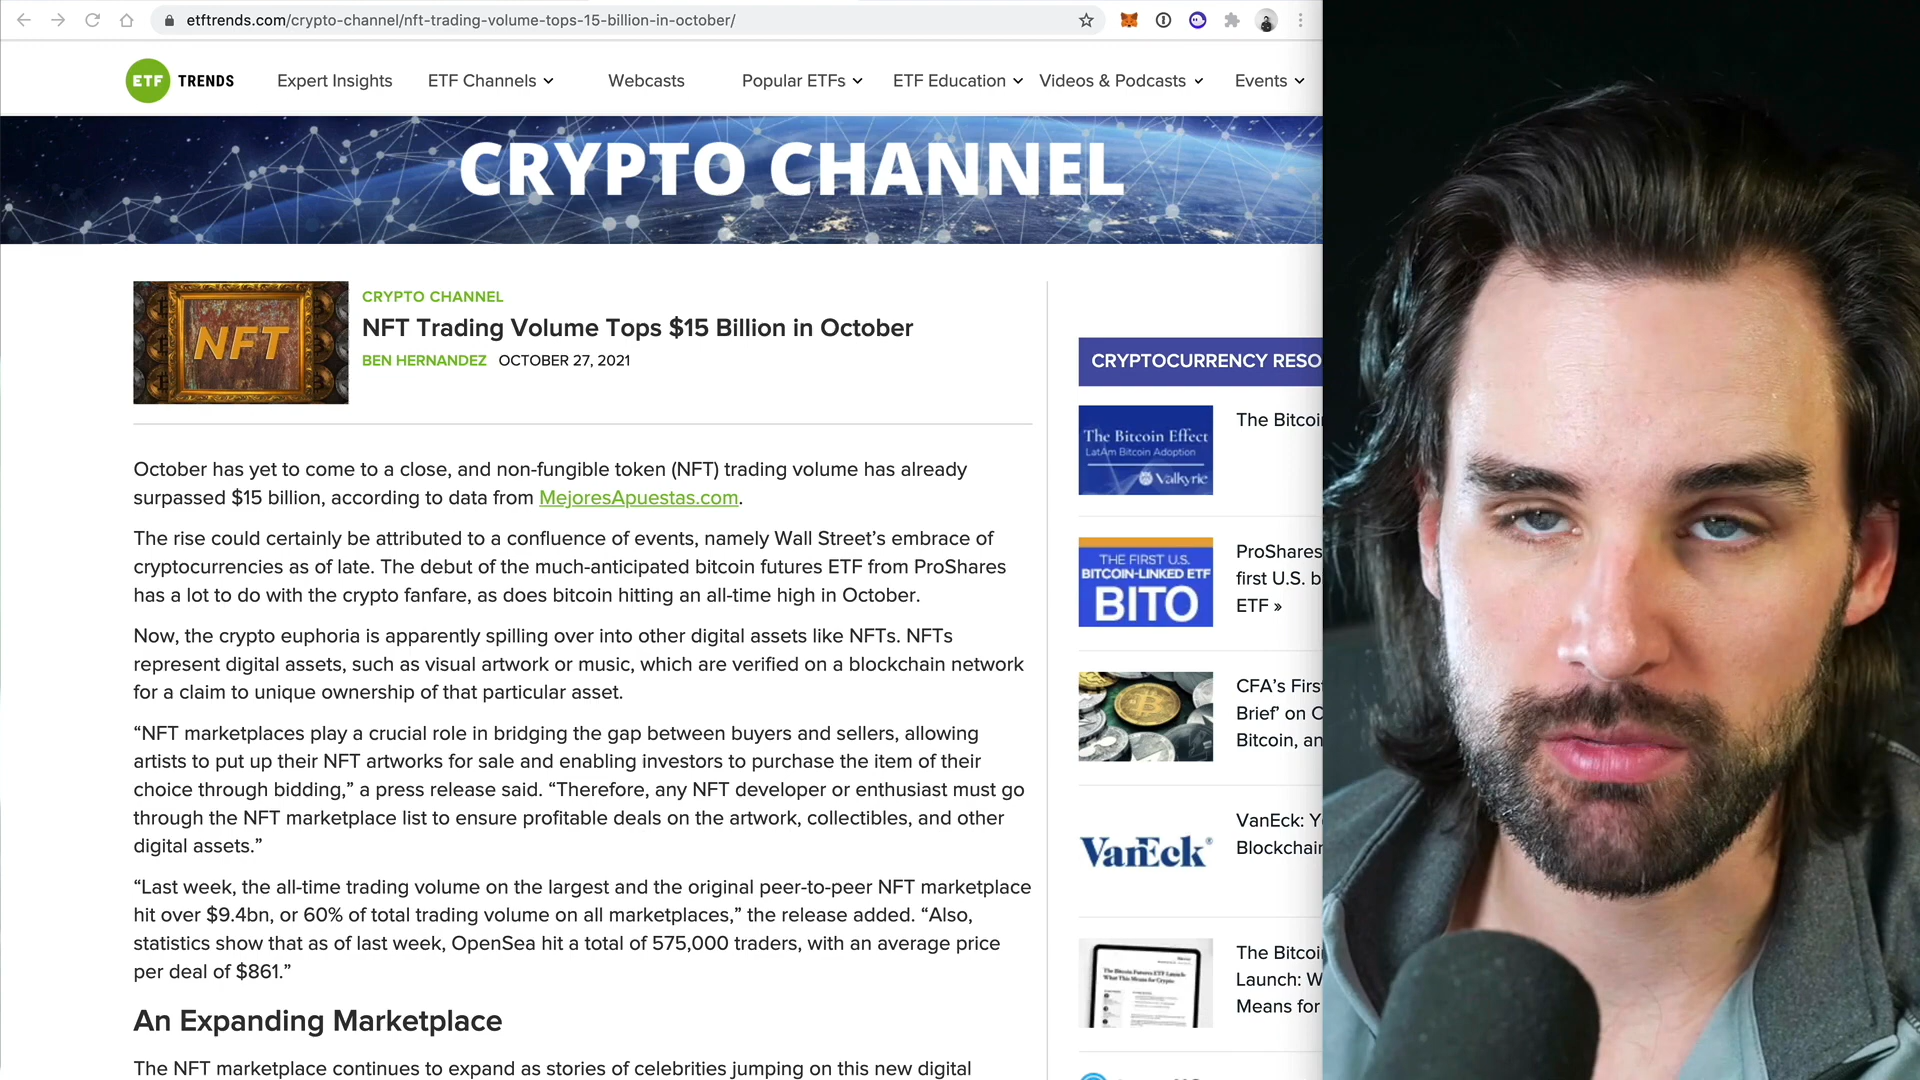 etftrends.com/crypto-channel/nft-trading-volume-tops-15-billion-in-october/
ETF TRENDS
Expert Insights
ETF Channels
Webcasts
Popular ETFs
ETF Education
Videos & Podcasts
Events
CRYPTO CHANNEL
NFT
CRYPTO CHANNEL
NFT Trading Volume Tops $15 Billion in October
BEN HERNANDEZ OCTOBER 27, 2021
October has yet to come to a close, and non-fungible token (NFT) trading volume has already
surpassed $15 billion, according to data from MejoresApuestas.com.
The rise could certainly be attributed to a confluence of events, namely Wall Street’s embrace of
cryptocurrencies as of late. The debut of the much-anticipated bitcoin futures ETF from ProShares
has a lot to do with the crypto fanfare, as does bitcoin hitting an all-time high in October.
Now, the crypto euphoria is apparently spilling over into other digital assets like NFTs. NFTs
represent digital assets, such as visual artwork or music, which are verified on a blockchain network
for a claim to unique ownership of that particular asset.
“NFT marketplaces play a crucial role in bridging the gap between buyers and sellers, allowing
artists to put up their NFT artworks for sale and enabling investors to purchase the item of their
choice through bidding,” a press release said. “Therefore, any NFT developer or enthusiast must go
through the NFT marketplace list to ensure profitable deals on the artwork, collectibles, and other
digital assets.”
“Last week, the all-time trading volume on the largest and the original peer-to-peer NFT marketplace
hit over $9.4bn, or 60% of total trading volume on all marketplaces,” the release added. “Also,
statistics show that as of last week, OpenSea hit a total of 575,000 traders, with an average price
per deal of $861.”
An Expanding Marketplace
The NFT marketplace continues to expand as stories of celebrities jumping on this new digital
CRYPTOCURRENCY RESO
The Bitcoin Effect
LatAm Bitcoin Adoption
Valkyrie
The Bitcoi
THE FIRST U.S.
BITCOIN-LINKED ETF
BITO
ProShares
first U.S. b
ETF »
CFA’s Firs
Brief’ on C
Bitcoin, an
VanEck
VanEck: Y
Blockchain
The Bitcoin Futures ETF Launch:
What This Means for Crypto
The Bitcoi
Launch: W
Means for